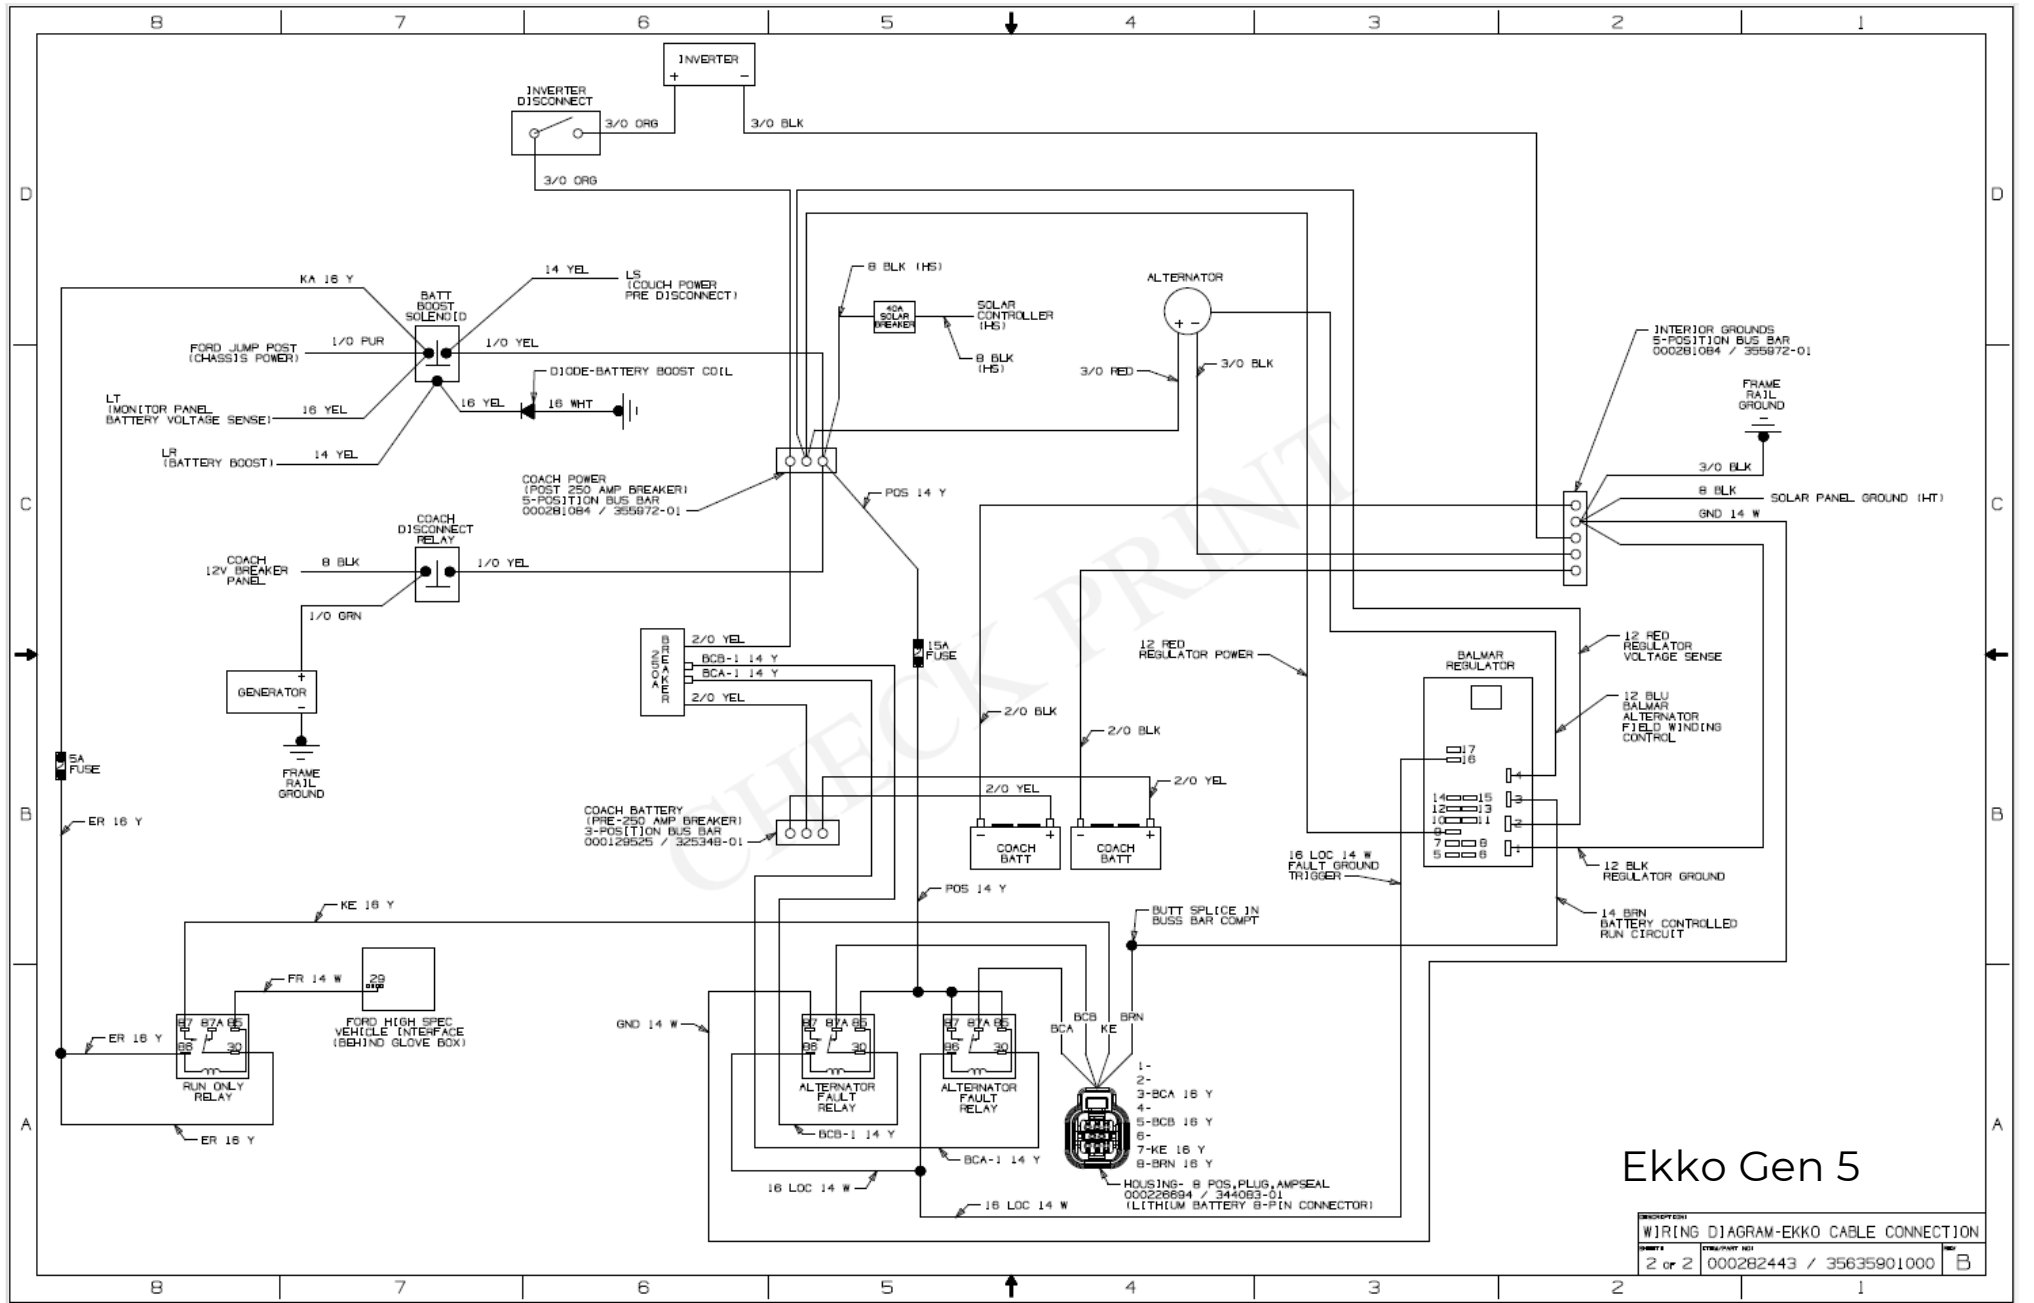 8 7 6 5 4 3 2 1
D
C
B
A
INVERTER
+ −
INVERTER
DISCONNECT
3/0 ORG
3/0 BLK
3/0 ORG
KA 16 Y
14 YEL
LS
(COUCH POWER
PRE DISCONNECT)
BATT
BOOST
SOLENOID
FORD JUMP POST
(CHASSIS POWER)
1/0 PUR
1/0 YEL
DIODE-BATTERY BOOST COIL
LT
(MONITOR PANEL
BATTERY VOLTAGE SENSE)
16 YEL
16 YEL
16 WHT
LR
(BATTERY BOOST)
14 YEL
8 BLK (HS)
40A
SOLAR
BREAKER
SOLAR
CONTROLLER
(HS)
8 BLK
(HS)
ALTERNATOR
+ −
3/0 RED
3/0 BLK
INTERIOR GROUNDS
5-POSITION BUS BAR
000281084 / 355972-01
FRAME
RAIL
GROUND
3/0 BLK
8 BLK
SOLAR PANEL GROUND (HT)
GND 14 W
COACH POWER
(POST 250 AMP BREAKER)
5-POSITION BUS BAR
000281084 / 355972-01
POS 14 Y
COACH
DISCONNECT
RELAY
COACH
12V BREAKER
PANEL
8 BLK
1/0 YEL
1/0 GRN
GENERATOR
+
−
FRAME
RAIL
GROUND
5A
FUSE
ER 16 Y
250A
BREAKER
2/0 YEL
BCB-1 14 Y
BCA-1 14 Y
2/0 YEL
15A
FUSE
12 RED
REGULATOR POWER
2/0 BLK
2/0 BLK
2/0 YEL
2/0 YEL
COACH BATTERY
(PRE-250 AMP BREAKER)
3-POSITION BUS BAR
000129525 / 325348-01
− +
COACH
BATT
− +
COACH
BATT
BALMAR
REGULATOR
17
16
14 15
12 13
10 11
9
7 8
5 6
4
3
2
1
12 RED
REGULATOR
VOLTAGE SENSE
12 BLU
BALMAR
ALTERNATOR
FIELD WINDING
CONTROL
12 BLK
REGULATOR GROUND
14 BRN
BATTERY CONTROLLED
RUN CIRCUIT
16 LOC 14 W
FAULT GROUND
TRIGGER
POS 14 Y
BUTT SPLICE IN
BUSS BAR COMPT
KE 16 Y
FR 14 W
29
FORD HIGH SPEC
VEHICLE INTERFACE
(BEHIND GLOVE BOX)
ER 16 Y
87 87A 85
86 30
RUN ONLY
RELAY
ER 16 Y
GND 14 W
87 87A 85
86 30
ALTERNATOR
FAULT
RELAY
87 87A 85
86 30
ALTERNATOR
FAULT
RELAY
BCB-1 14 Y
BCA-1 14 Y
16 LOC 14 W
16 LOC 14 W
BCA
BCB
KE
BRN
1-
2-
3-BCA 16 Y
4-
5-BCB 16 Y
6-
7-KE 16 Y
8-BRN 16 Y
HOUSING- 8 POS,PLUG,AMPSEAL
000226694 / 344083-01
(LITHIUM BATTERY 8-PIN CONNECTOR)
CHECK PRINT
Ekko Gen 5
DESCRIPTION:
WIRING DIAGRAM-EKKO CABLE CONNECTION
SHEET:
2 OF 2
ITEM/PART NO:
000282443 / 35635901000
REV
B
8 7 6 5 4 3 2 1
D
C
B
A